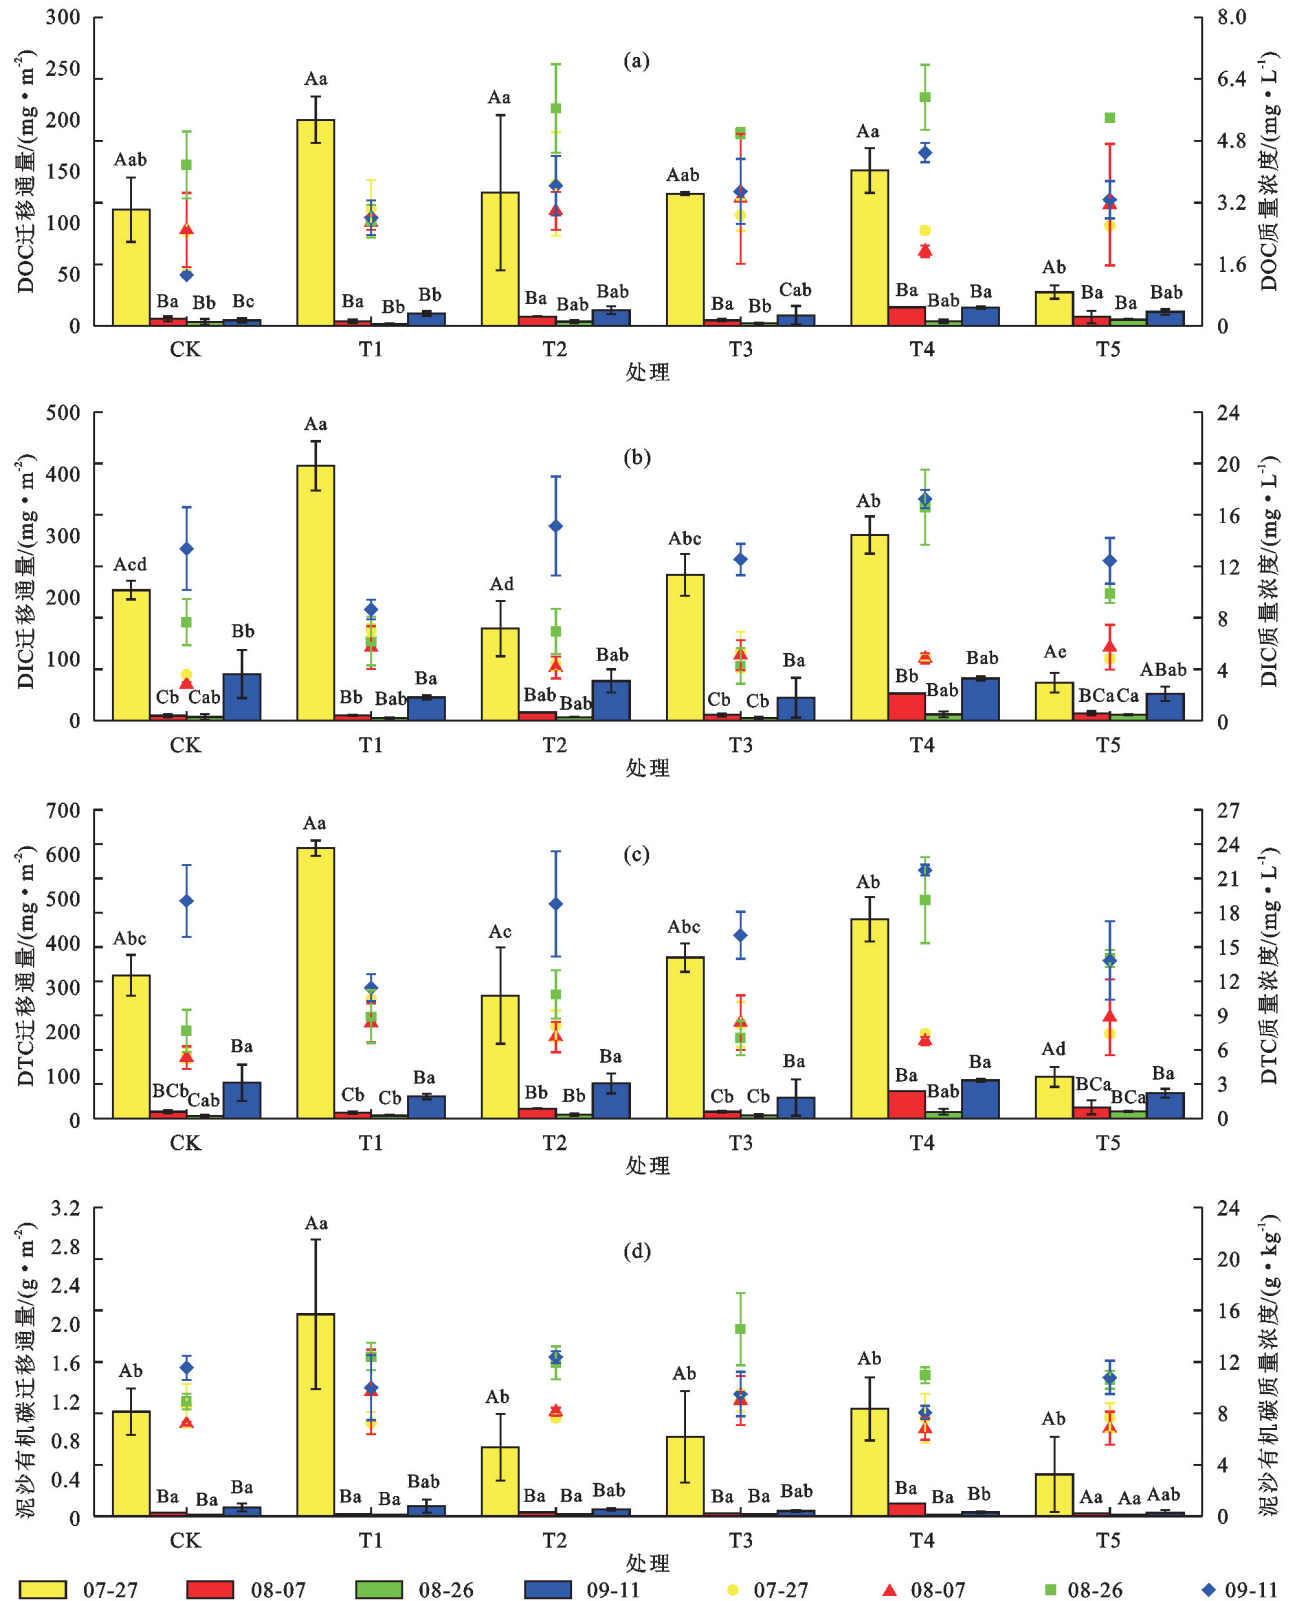 (a)
DOC迁移通量/(mg·m⁻²)
300
250
200
150
100
50
0
DOC质量浓度/(mg·L⁻¹)
8.0
6.4
4.8
3.2
1.6
0
Aab Ba Bb Bc
Aa Ba Bb Bb
Aa Ba Bab Bab
Aab Ba Bb Cab
Aa Ba Bab Ba
Ab Ba Ba Bab
CK T1 T2 T3 T4 T5
处理
(b)
DIC迁移通量/(mg·m⁻²)
500
400
300
200
100
0
DIC质量浓度/(mg·L⁻¹)
24
20
16
12
8
4
0
Acd Cb Cab Bb
Aa Bb Bab Ba
Ad Bab Bab Bab
Abc Cb Cb Ba
Ab Bb Bab Bab
Ae BCa Ca ABab
CK T1 T2 T3 T4 T5
处理
(c)
DTC迁移通量/(mg·m⁻²)
700
600
500
400
300
200
100
0
DTC质量浓度/(mg·L⁻¹)
27
24
21
18
15
12
9
6
3
0
Abc BCb Cab Ba
Aa Cb Cb Ba
Ac Bb Bb Ba
Abc Cb Cb Ba
Ab Ba Bab Ba
Ad BCa BCa Ba
CK T1 T2 T3 T4 T5
处理
(d)
泥沙有机碳迁移通量/(g·m⁻²)
3.2
2.8
2.4
2.0
1.6
1.2
0.8
0.4
0
泥沙有机碳质量浓度/(g·kg⁻¹)
24
20
16
12
8
4
0
Ab Ba Ba Ba
Aa Ba Ba Bab
Ab Ba Ba Bab
Ab Ba Ba Bab
Ab Ba Ba Bb
Ab Aa Aa Aab
CK T1 T2 T3 T4 T5
处理
07-27 08-07 08-26 09-11 07-27 08-07 08-26 09-11